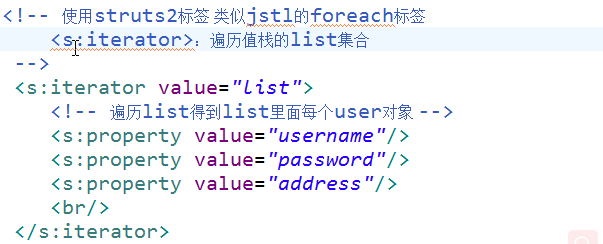 <!-- 使用struts2标签 类似jstl的foreach标签
<s:iterator>：遍历值栈的list集合
-->
<s:iterator value="list">
<!-- 遍历list得到list里面每个user对象 -->
<s:property value="username"/>
<s:property value="password"/>
<s:property value="address"/>
<br/>
</s:iterator>